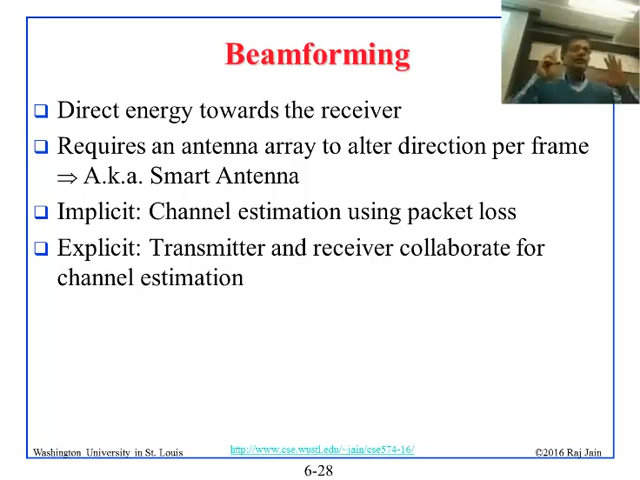 Beamforming
Direct energy towards the receiver
Requires an antenna array to alter direction per frame
⇒ A.k.a. Smart Antenna
Implicit: Channel estimation using packet loss
Explicit: Transmitter and receiver collaborate for
channel estimation
Washington University in St. Louis
http://www.cse.wustl.edu/~jain/cse574-16/
©2016 Raj Jain
6-28